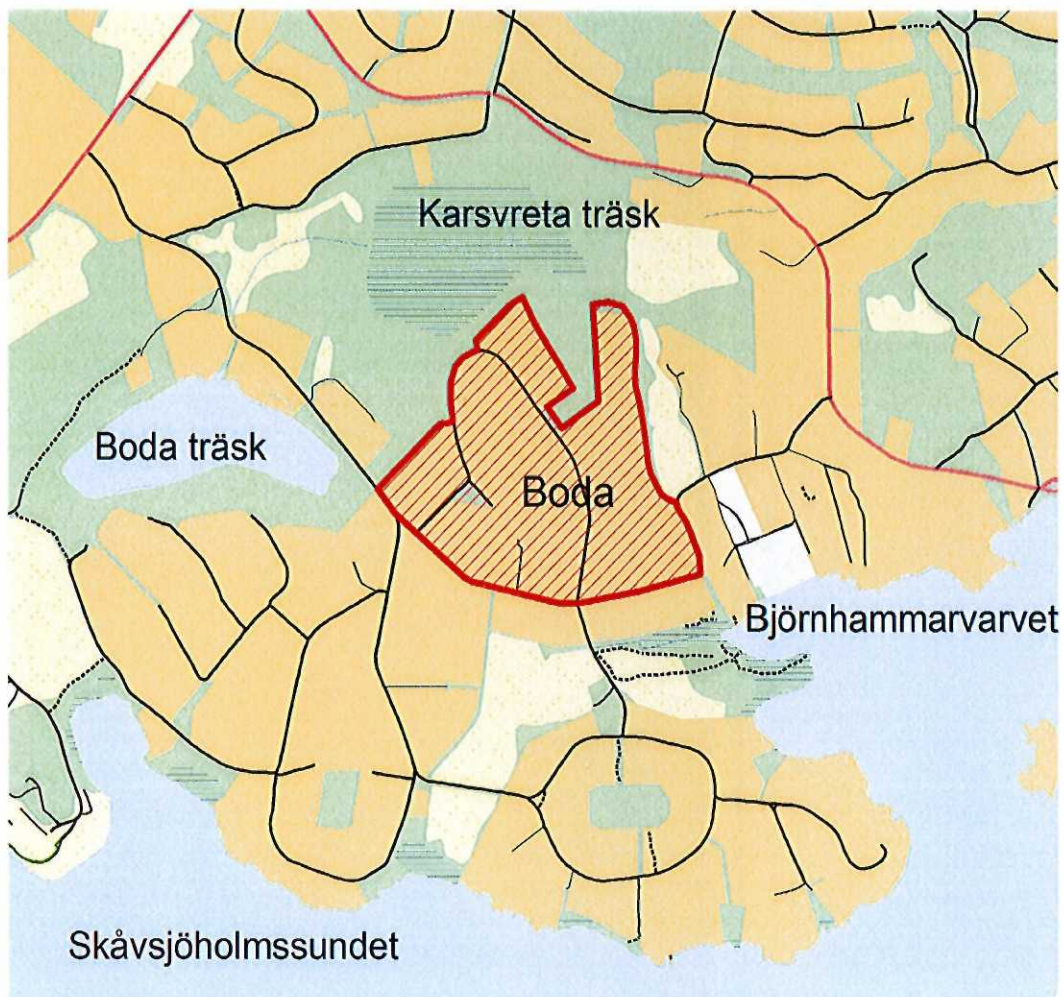 Karsvreta träsk
Boda träsk
Boda
Björnhammarvarvet
Skåvsjöholmssundet